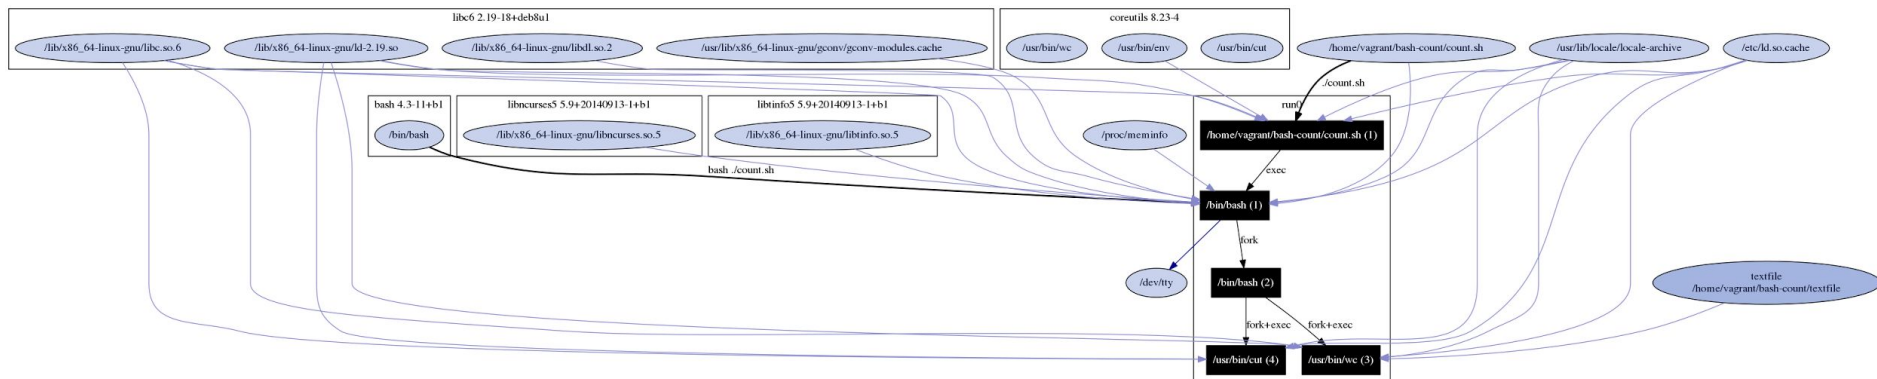 libc6 2.19-18+deb8u1
coreutils 8.23-4
/lib/x86_64-linux-gnu/libc.so.6
/lib/x86_64-linux-gnu/ld-2.19.so
/lib/x86_64-linux-gnu/libdl.so.2
/usr/lib/x86_64-linux-gnu/gconv/gconv-modules.cache
/usr/bin/wc
/usr/bin/env
/usr/bin/cut
/home/vagrant/bash-count/count.sh
/usr/lib/locale/locale-archive
/etc/ld.so.cache
./count.sh
bash 4.3-11+b1
libncurses5 5.9+20140913-1+b1
libtinfo5 5.9+20140913-1+b1
run0
/bin/bash
/lib/x86_64-linux-gnu/libncurses.so.5
/lib/x86_64-linux-gnu/libtinfo.so.5
/proc/meminfo
/home/vagrant/bash-count/count.sh (1)
bash ./count.sh
exec
/bin/bash (1)
fork
/dev/tty
/bin/bash (2)
textfile
/home/vagrant/bash-count/textfile
fork+exec
fork+exec
/usr/bin/cut (4)
/usr/bin/wc (3)